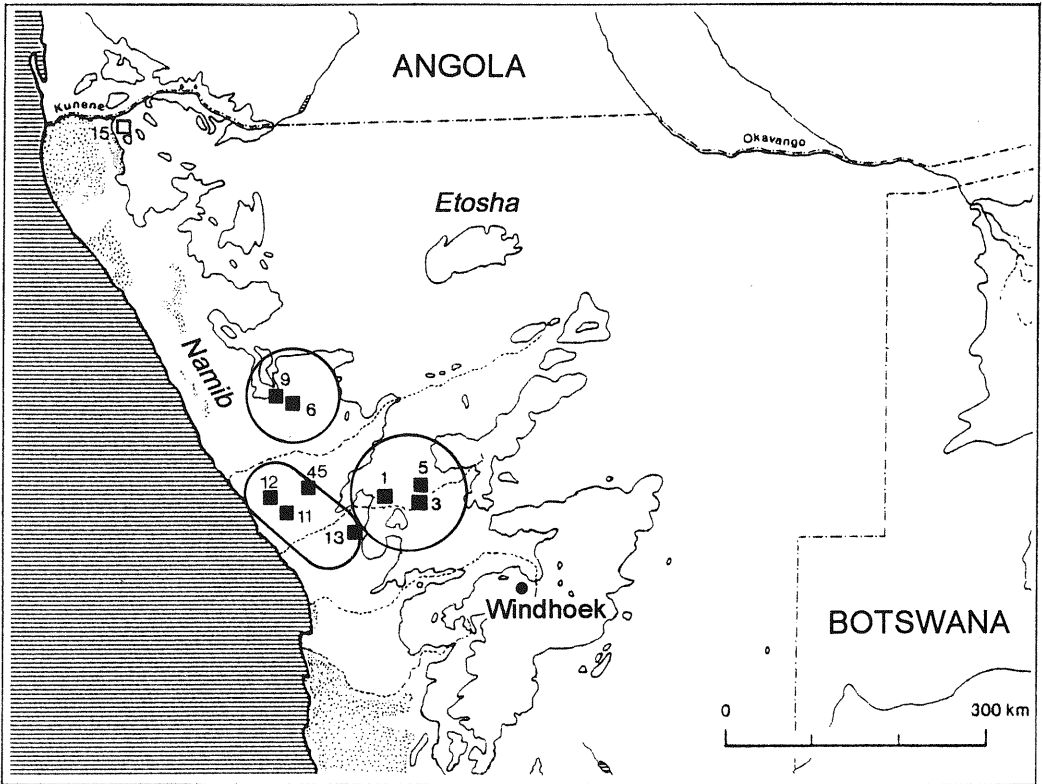 ANGOLA
Kunene
15
Okavango
Etosha
Namib
9
6
45
12
11
13
1
5
3
Windhoek
BOTSWANA
0
300 km